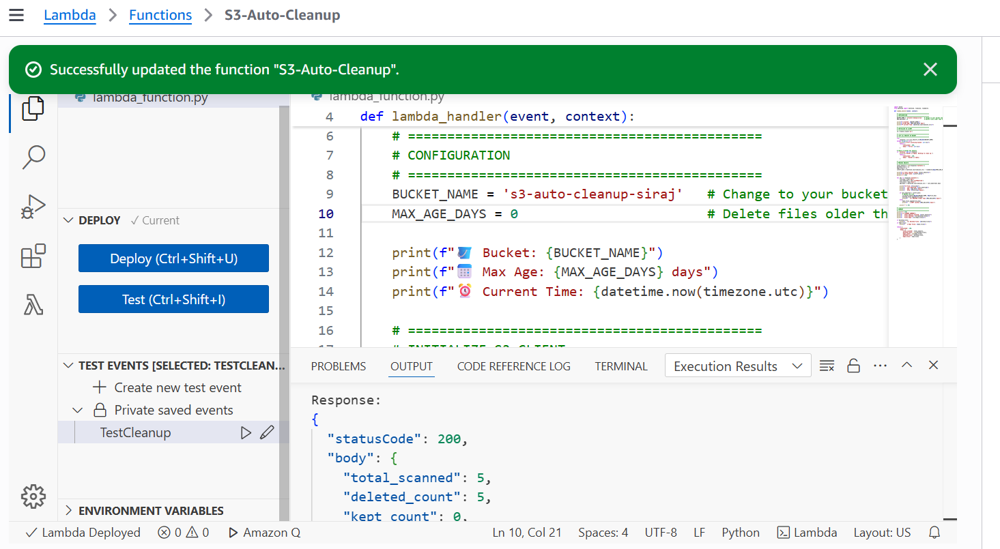 Lambda > Functions > S3-Auto-Cleanup
Successfully updated the function "S3-Auto-Cleanup".
lambda_function.py
DEPLOY ✓ Current
Deploy (Ctrl+Shift+U)
Test (Ctrl+Shift+I)
TEST EVENTS [SELECTED: TESTCLEAN...
Create new test event
Private saved events
TestCleanup
ENVIRONMENT VARIABLES
lambda_function.py
4 def lambda_handler(event, context):
6 # =============================================
7 # CONFIGURATION
8 # =============================================
9 BUCKET_NAME = 's3-auto-cleanup-siraj' # Change to your bucket
10 MAX_AGE_DAYS = 0 # Delete files older th
11
12 print(f"🪣 Bucket: {BUCKET_NAME}")
13 print(f"📅 Max Age: {MAX_AGE_DAYS} days")
14 print(f"⏰ Current Time: {datetime.now(timezone.utc)}")
15
16 # =============================================
17 # INITIALIZE S3 CLIENT
PROBLEMS OUTPUT CODE REFERENCE LOG TERMINAL Execution Results
Response:
{
"statusCode": 200,
"body": {
"total_scanned": 5,
"deleted_count": 5,
"kept_count": 0,
Lambda Deployed 0 0 Amazon Q Ln 10, Col 21 Spaces: 4 UTF-8 LF Python Lambda Layout: US